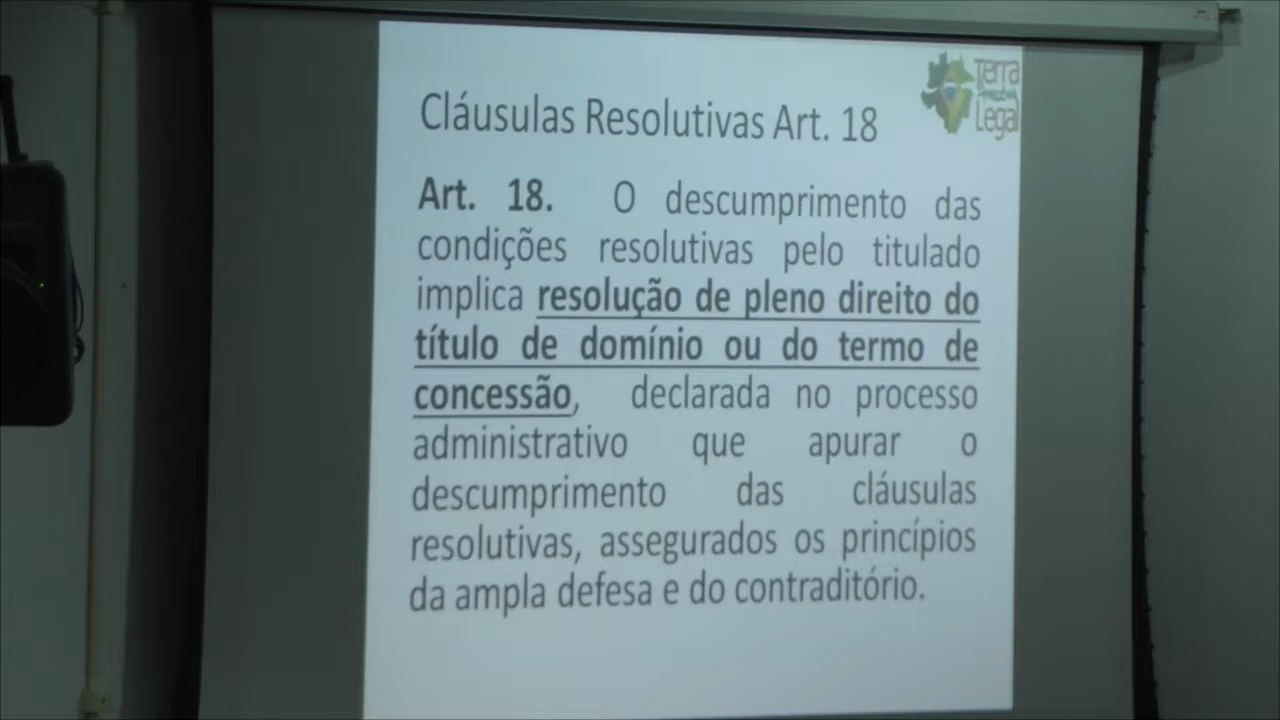 Terra
Legal
Cláusulas Resolutivas Art. 18
Art. 18. O descumprimento das
condições resolutivas pelo titulado
implica resolução de pleno direito do
título de domínio ou do termo de
concessão, declarada no processo
administrativo que apurar o
descumprimento das cláusulas
resolutivas, assegurados os princípios
da ampla defesa e do contraditório.